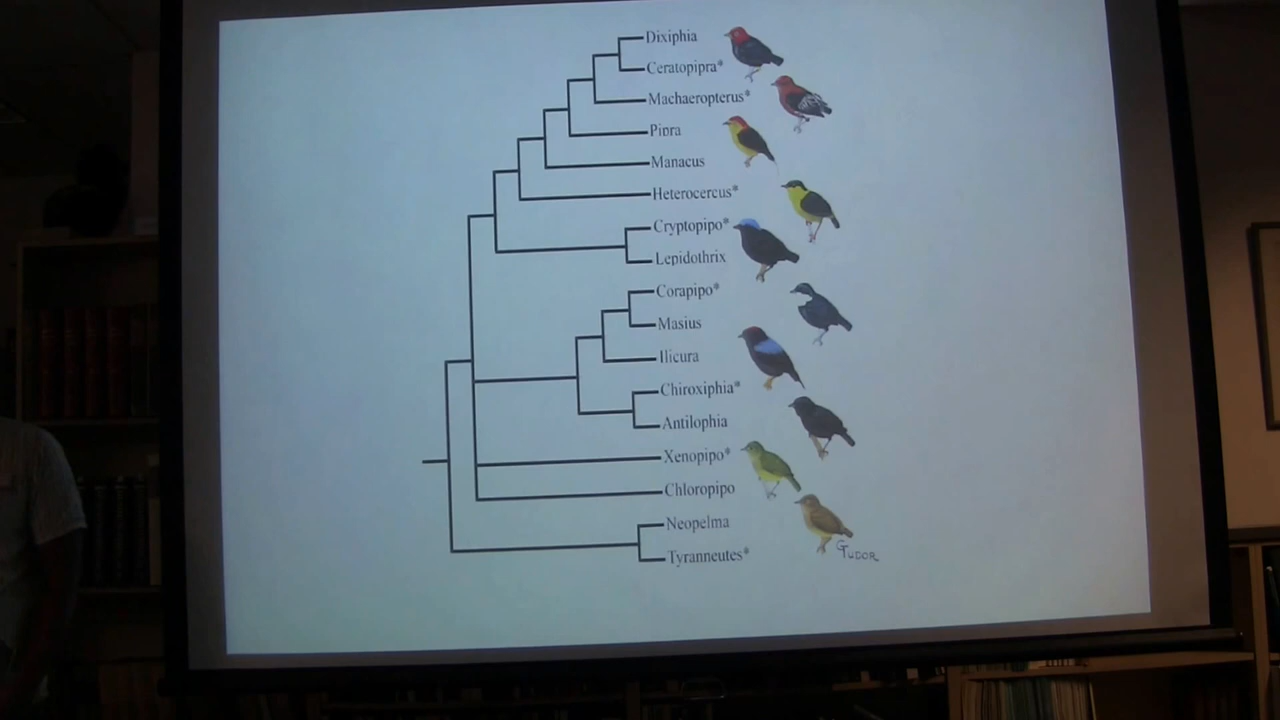 Dixiphia
Ceratopipra*
Machaeropterus*
Pipra
Manacus
Heterocercus*
Cryptopipo*
Lepidothrix
Corapipo*
Masius
Ilicura
Chiroxiphia*
Antilophia
Xenopipo*
Chloropipo
Neopelma
Tyranneutes*
GTUDOR